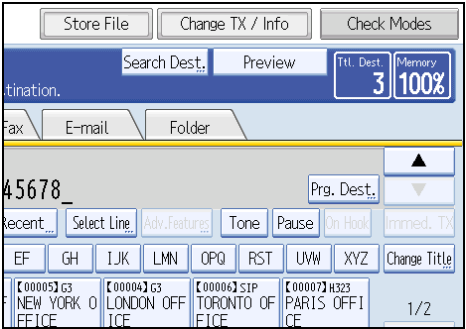 Store File Change TX / Info Check Modes
Search Dest. Preview Ttl. Dest. Memory
tination. 3 100%
Fax E-mail Folder
45678_ Prg. Dest.
Recent Select Line Adv.Features Tone Pause On Hook Immed. TX
EF GH IJK LMN OPQ RST UVW XYZ Change Title
【00005】G3 【00004】G3 【00006】SIP 【00007】H323
NEW YORK O LONDON OFF TORONTO OF PARIS OFFI
FFICE ICE FICE CE 1/2